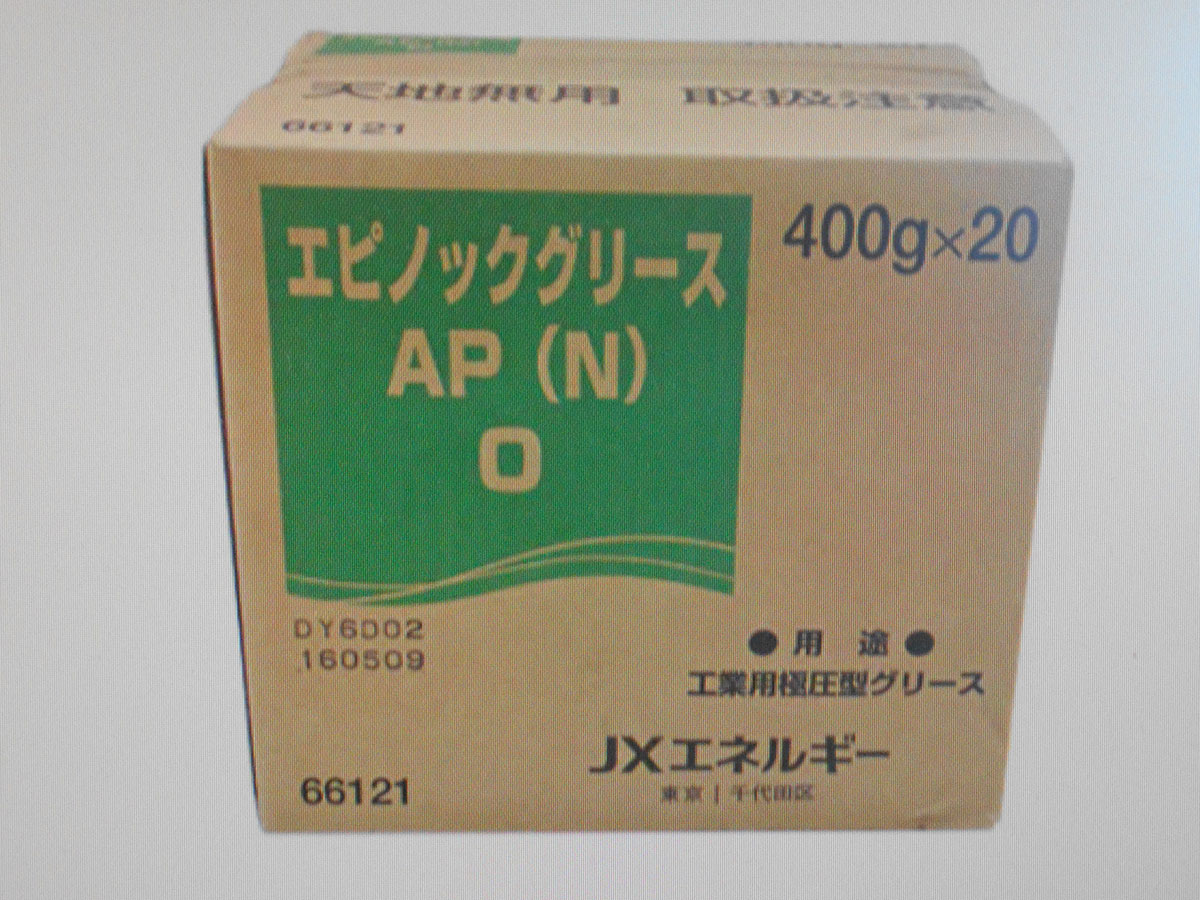 天地無用 取扱注意
66121
エピノックグリース
AP(N)
0
400g×20
DY6D02
160509
●用 途●
工業用極圧型グリース
JXエネルギー
東京|千代田区
66121